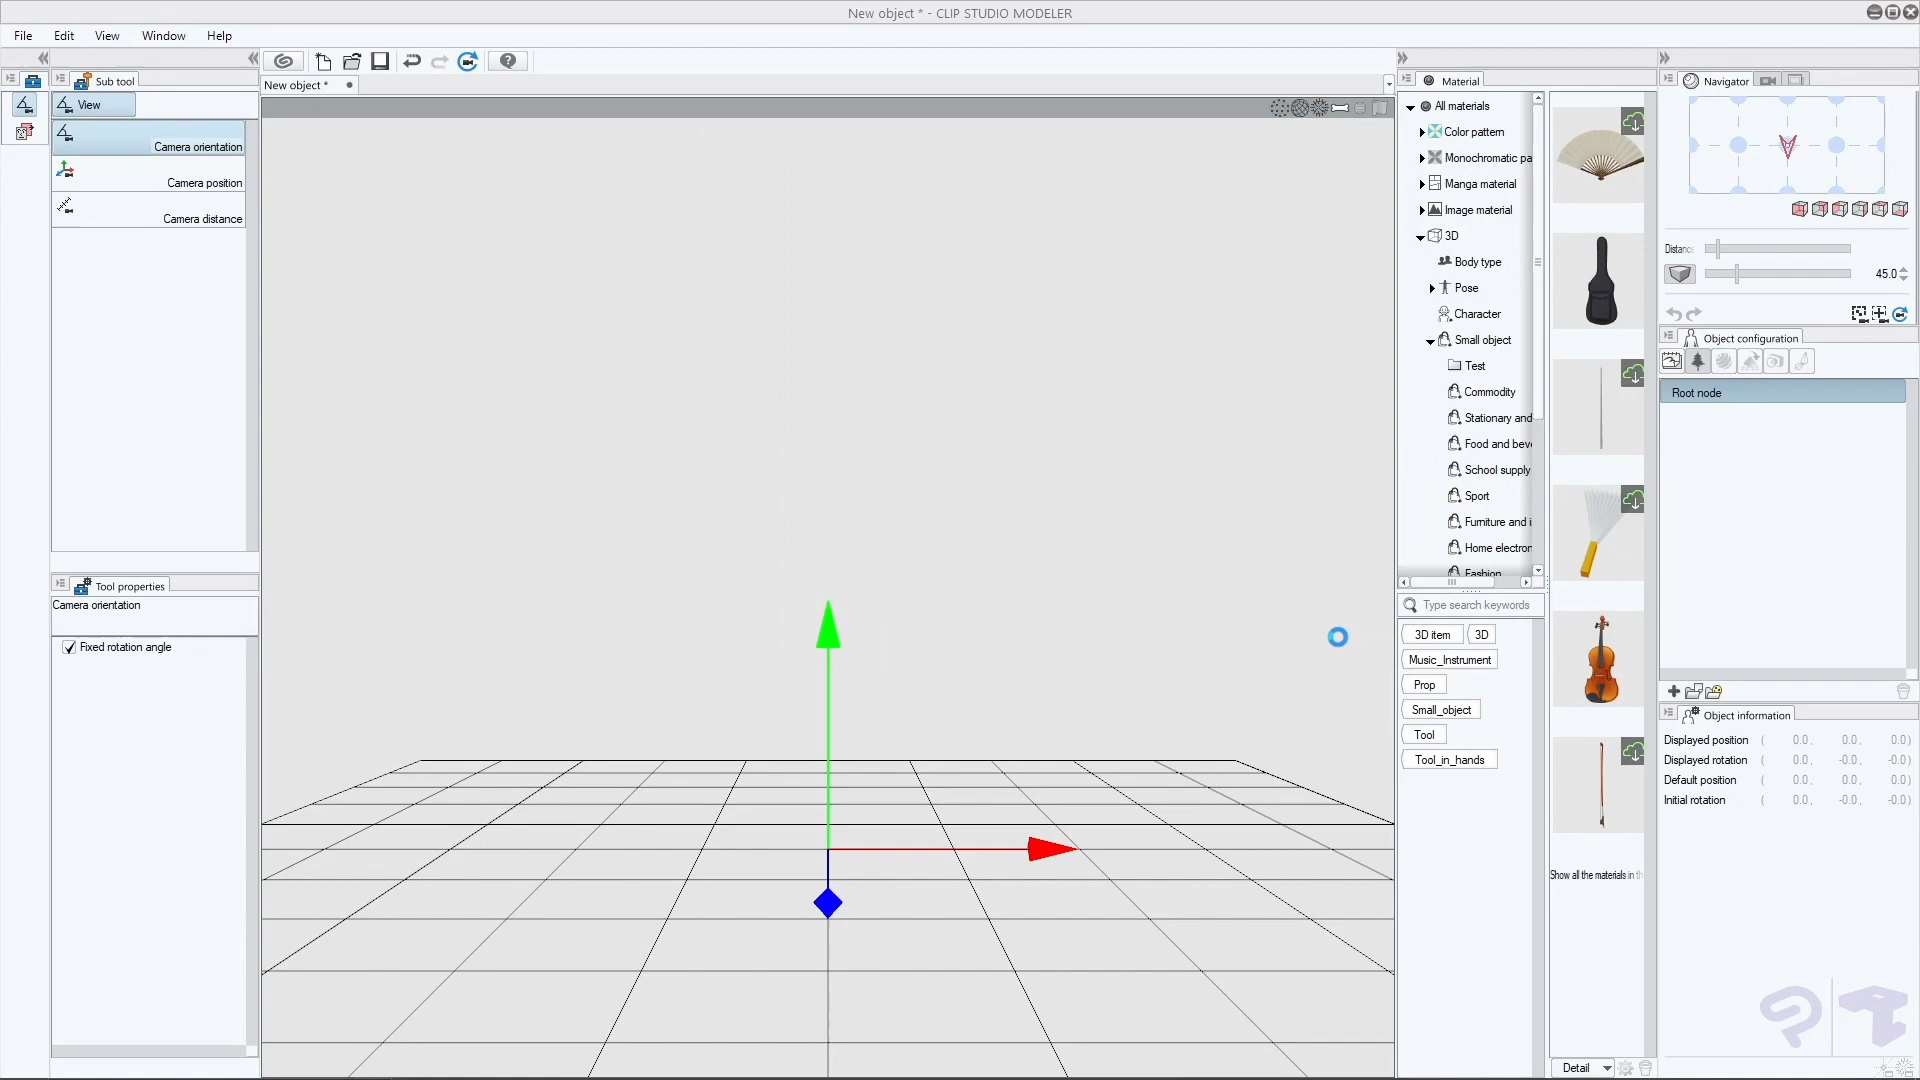 New object * - CLIP STUDIO MODELER
File Edit View Window Help
Sub tool
View
Camera orientation
Camera position
Camera distance
Tool properties
Camera orientation
Fixed rotation angle
New object *
Material
All materials
Color pattern
Monochromatic pa
Manga material
Image material
3D
Body type
Pose
Character
Small object
Test
Commodity
Stationary and
Food and beve
School supply
Sport
Furniture and i
Home electron
Fashion
Type search keywords
3D item 3D
Music_Instrument
Prop
Small_object
Tool
Tool_in_hands
Show all the materials in th
Detail
Navigator
Distanc
45.0
Object configuration
Root node
Object information
Displayed position ( 0.0, 0.0, 0.0)
Displayed rotation ( 0.0, -0.0, -0.0)
Default position ( 0.0, 0.0, 0.0)
Initial rotation ( 0.0, -0.0, -0.0)